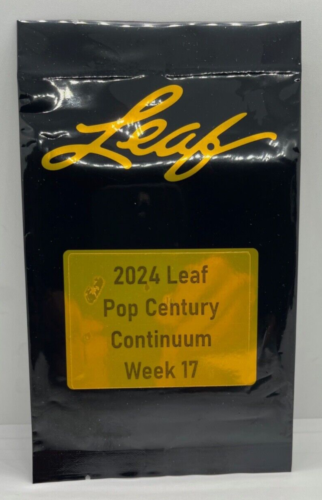 Leaf
2024 Leaf
Pop Century
Continuum
Week 17